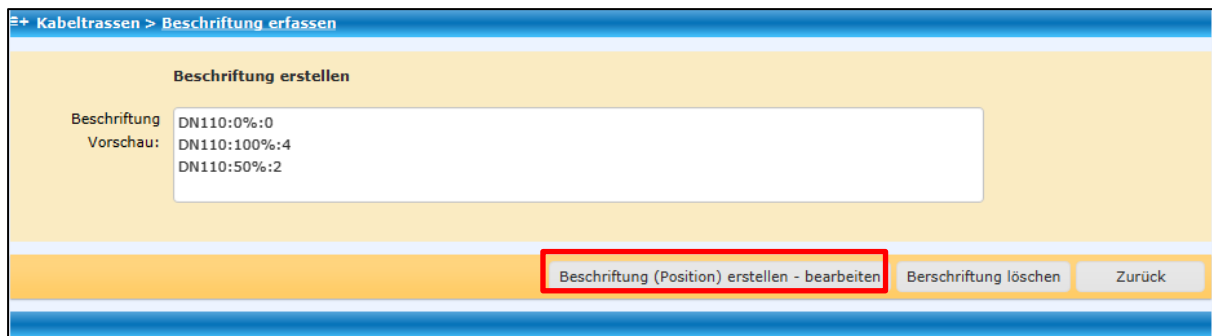 Kabeltrassen > Beschriftung erfassen
Beschriftung erstellen
Beschriftung
Vorschau:
DN110:0%:0
DN110:100%:4
DN110:50%:2
Beschriftung (Position) erstellen - bearbeiten
Berschriftung löschen
Zurück